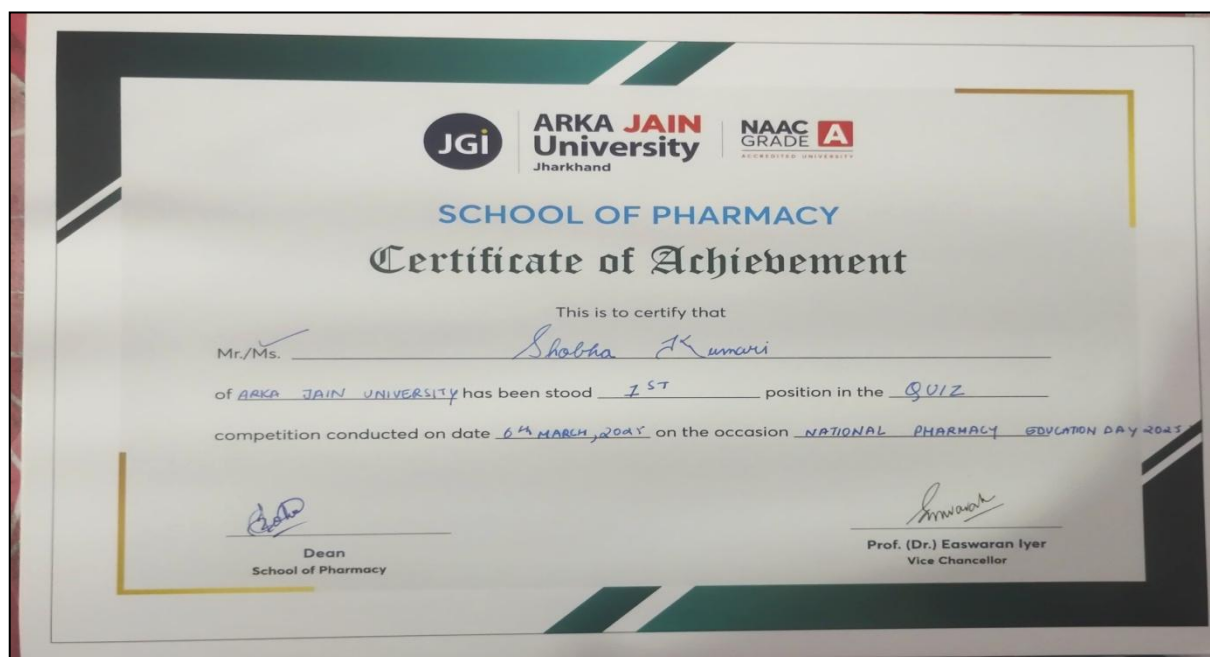 JGi
ARKA JAIN
University
Jharkhand
NAAC
GRADE A
ACCREDITED UNIVERSITY
SCHOOL OF PHARMACY
Certificate of Achievement
This is to certify that
Mr./Ms. Shobha Kumari
of ARKA JAIN UNIVERSITY has been stood 1ST position in the QUIZ
competition conducted on date 6th MARCH, 2025 on the occasion NATIONAL PHARMACY EDUCATION DAY 2025
Dean
School of Pharmacy
Prof. (Dr.) Easwaran Iyer
Vice Chancellor